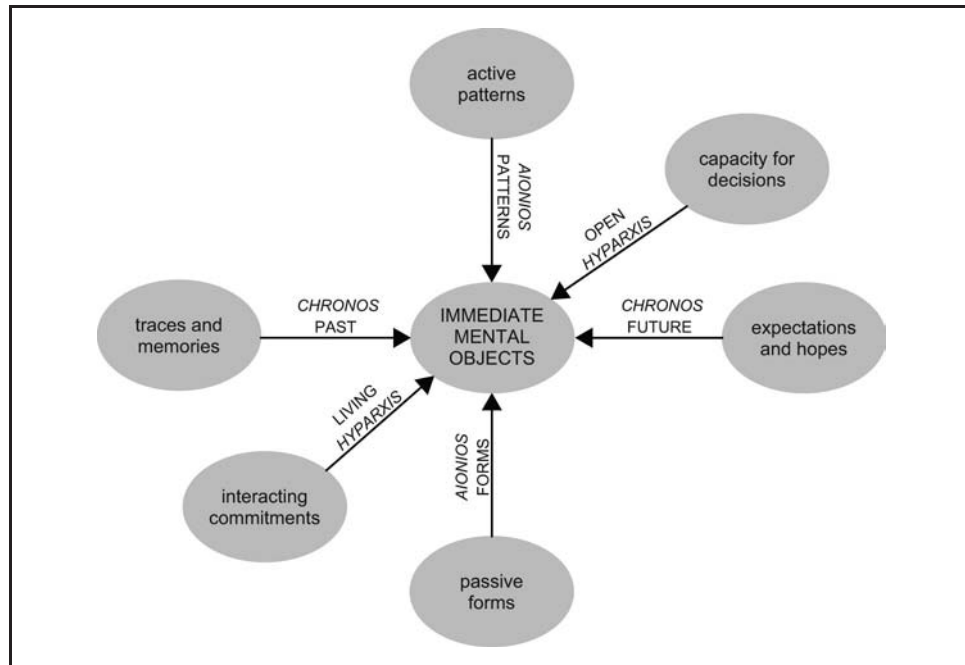 active
patterns
AIONIOS
PATTERNS
capacity for
decisions
OPEN
HYPARXIS
traces and
memories
CHRONOS
PAST
IMMEDIATE
MENTAL
OBJECTS
CHRONOS
FUTURE
expectations
and hopes
LIVING
HYPARXIS
interacting
commitments
AIONIOS
FORMS
passive
forms